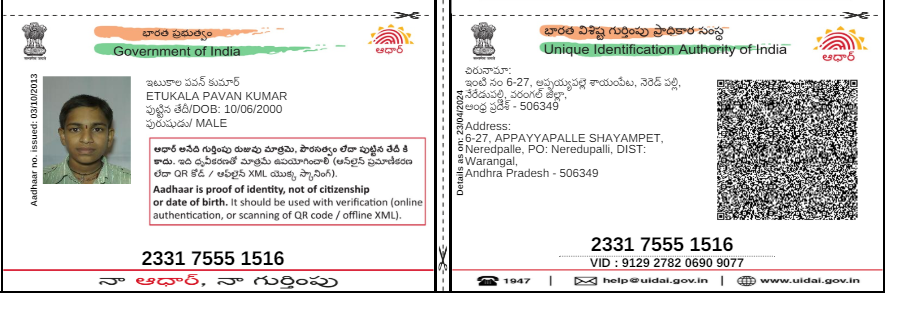 భారత ప్రభుత్వం
Government of India
ఆధార్
Aadhaar no. issued: 03/10/2013
ఇటుకాల పవన్ కుమార్
ETUKALA PAVAN KUMAR
పుట్టిన తేదీ/DOB: 10/06/2000
పురుషుడు/ MALE
ఆధార్ అనేది గుర్తింపు రుజువు మాత్రమే, పౌరసత్వం లేదా పుట్టిన తేదీ కి
కాదు. ఇది ధృవీకరణతో మాత్రమే ఉపయోగించాలి (ఆన్‌లైన్ ప్రమాణీకరణ
లేదా QR కోడ్ / ఆఫ్‌లైన్ XML యొక్క స్కానింగ్).
Aadhaar is proof of identity, not of citizenship
or date of birth. It should be used with verification (online
authentication, or scanning of QR code / offline XML).
2331 7555 1516
నా ఆధార్, నా గుర్తింపు
భారత విశిష్ట గుర్తింపు ప్రాధికార సంస్థ
Unique Identification Authority of India
ఆధార్
Details as on: 23/04/2024
చిరునామా:
ఇంటి నం 6-27, అప్పయ్యపల్లె శాయంపేట, నెరెడ్ పల్లి,
నేరేడుపల్లి, వరంగల్ జిల్లా,
ఆంధ్ర ప్రదేశ్ - 506349
Address:
6-27, APPAYYAPALLE SHAYAMPET,
Neredpalle, PO: Neredupalli, DIST:
Warangal,
Andhra Pradesh - 506349
2331 7555 1516
VID : 9129 2782 0690 9077
1947 | help@uidai.gov.in | www.uidai.gov.in